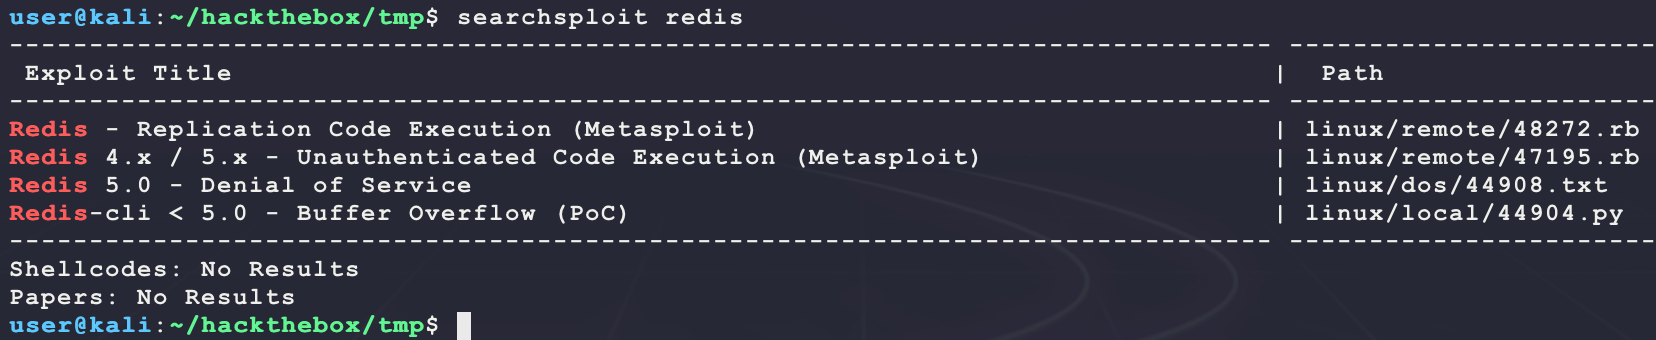 user@kali:~/hackthebox/tmp$ searchsploit redis
------------------------------------------------------------------------------- -----------------------
Exploit Title | Path
------------------------------------------------------------------------------- -----------------------
Redis - Replication Code Execution (Metasploit) | linux/remote/48272.rb
Redis 4.x / 5.x - Unauthenticated Code Execution (Metasploit) | linux/remote/47195.rb
Redis 5.0 - Denial of Service | linux/dos/44908.txt
Redis-cli < 5.0 - Buffer Overflow (PoC) | linux/local/44904.py
------------------------------------------------------------------------------- -----------------------
Shellcodes: No Results
Papers: No Results
user@kali:~/hackthebox/tmp$